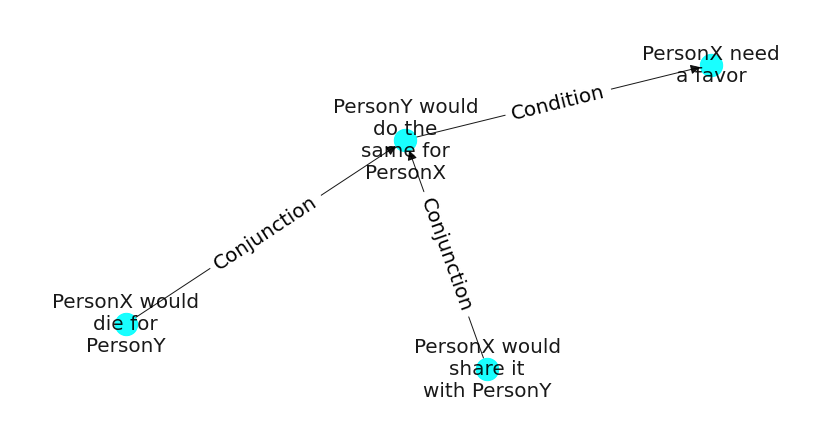 PersonX need
a favor
Condition
PersonY would
do the
same for
PersonX
Conjunction
Conjunction
PersonX would
die for
PersonY
PersonX would
share it
with PersonY